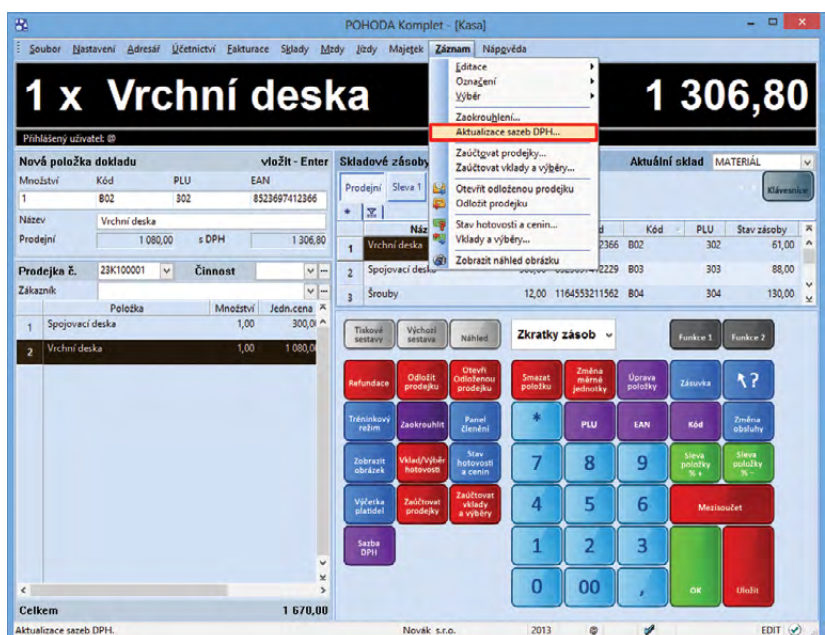 POHODA Komplet - [Kasa]
Soubor Nastavení Adresář Účetnictví Fakturace Sklady Mzdy Jízdy Majetek Záznam Nápověda
1 x Vrchní deska 1 306,80
Editace
Označení
Výběr
Zaokrouhlení...
Aktualizace sazeb DPH...
Zaúčtovat prodejky...
Zaúčtovat vklady a výběry...
Otevřít odloženou prodejku
Odložit prodejku
Stav hotovosti a cenin...
Vklady a výběry...
Zobrazit náhled obrázku
Přihlášený uživatel: @
Nová položka dokladu vložit - Enter
Množství Kód PLU EAN
1 B02 302 8523697412366
Název Vrchní deska
Prodejní 1 080,00 s DPH 1 306,80
Prodejka č. 23K100001 Činnost
Zákazník
Položka Množství Jedn.cena
1 Spojovací deska 1,00 300,0
2 Vrchní deska 1,00 1 080,0
Celkem 1 670,00
Skladové zásoby Aktuální sklad MATERIÁL
Prodejní Sleva 1 Klávesnice
Náz Kód PLU Stav zásoby
1 Vrchní deska 2366 B02 302 61,00
2 Spojovací deska 2229 B03 303 88,00
3 Šrouby 12,00 1164553211562 B04 304 130,00
Tiskové sestavy Výchozí sestava Náhled Zkratky zásob Funkce 1 Funkce 2
Refundace Odložit prodejku Otevři Odloženou prodejku Smazat položku Změna měrné jednotky Úprava položky Zásuvka ?
Tréninkový režim Zaokrouhlit Panel členění * PLU EAN Kód Změna obsluhy
Zobrazit obrázek Vklad/Výběr hotovosti Stav hotovosti a cenin 7 8 9 Sleva položky % + Sleva položky % -
Výčetka platidel Zaúčtovat prodejky Zaúčtovat vklady a výběry 4 5 6 Mezisoučet
Sazba DPH 1 2 3
0 00 , OK Uložit
Aktualizace sazeb DPH. Novák s.r.o. 2013 @ EDIT